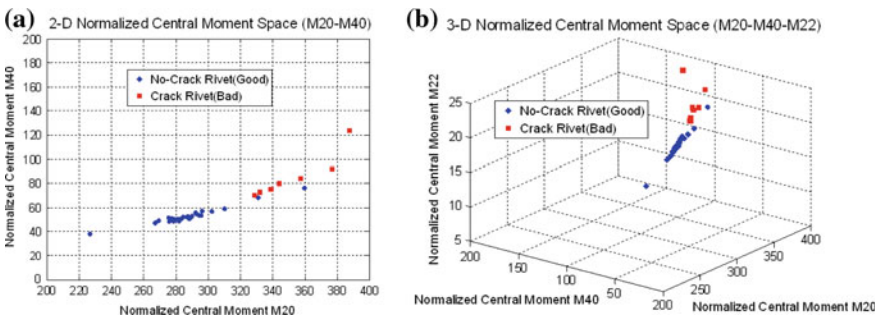 (a)
2-D Normalized Central Moment Space (M20-M40)
Normalized Central Moment M40
200
180
160
140
120
100
80
60
40
20
0
No-Crack Rivet(Good)
Crack Rivet(Bad)
200 220 240 260 280 300 320 340 360 380 400
Normalized Central Moment M20
(b)
3-D Normalized Central Moment Space (M20-M40-M22)
Normalized Central Moment M22
25
20
15
10
5
No-Crack Rivet(Good)
Crack Rivet(Bad)
200
150
100
50
200
250
300
350
400
Normalized Central Moment M40
Normalized Central Moment M20